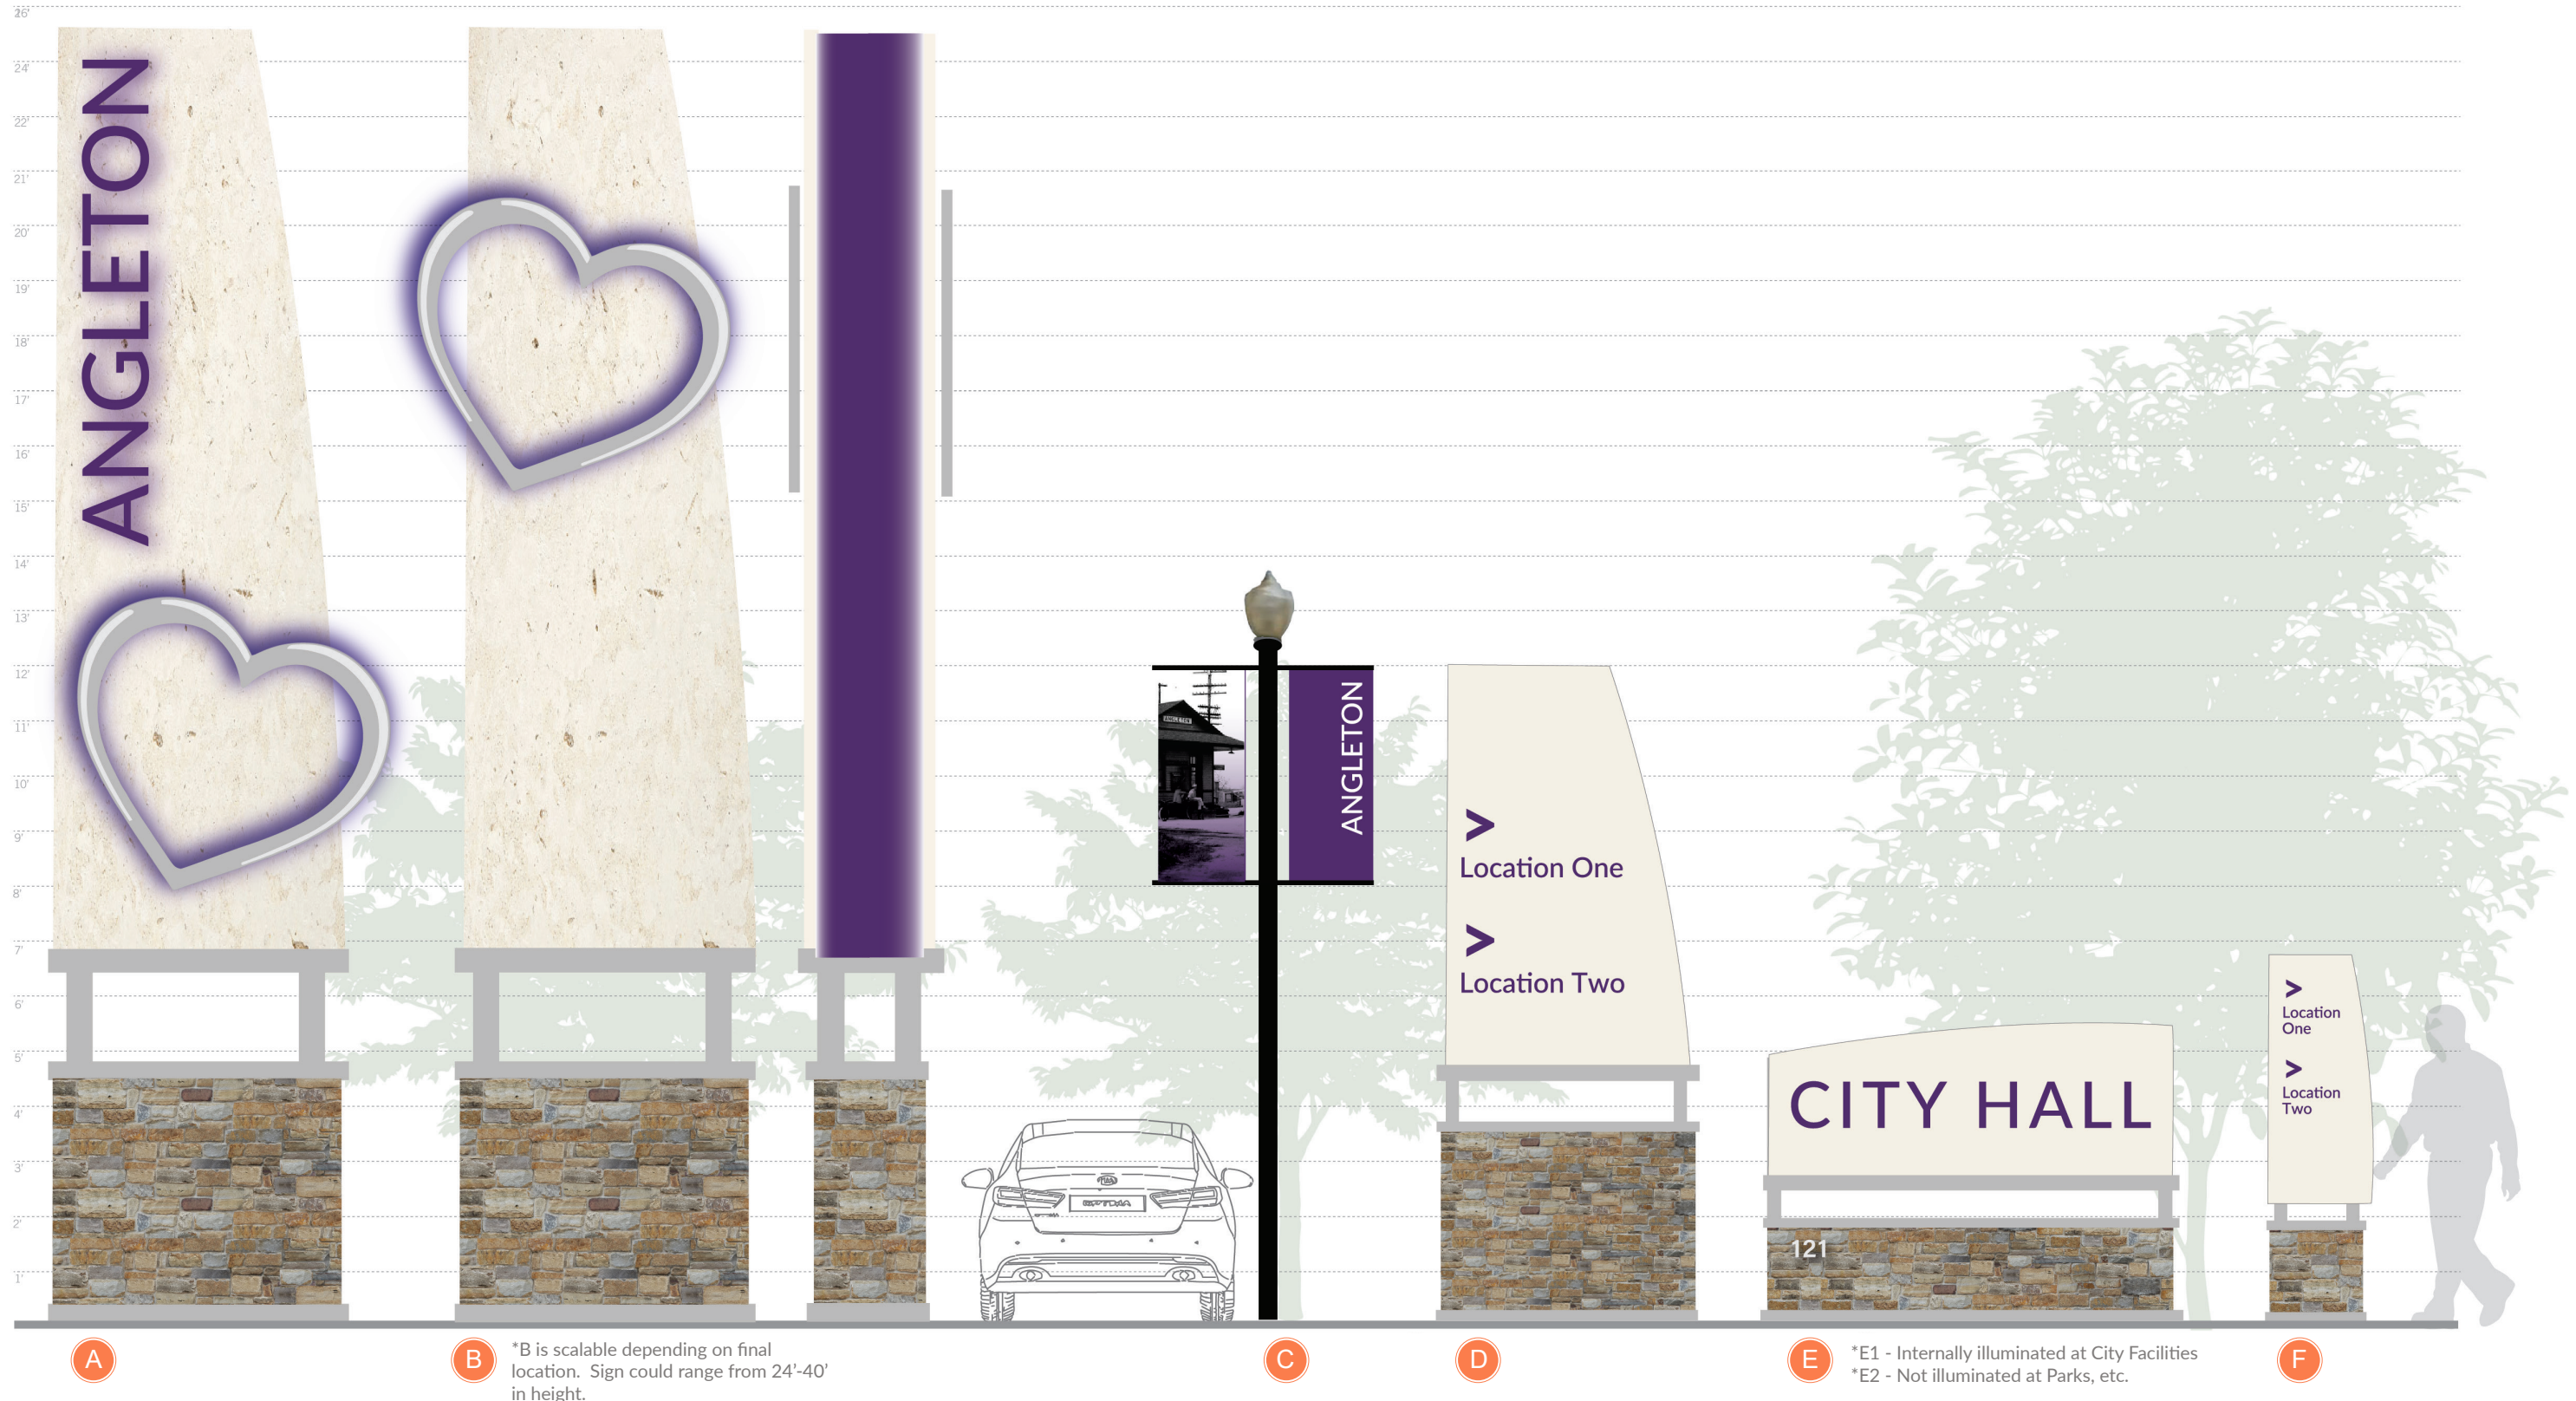 26'
24'
22'
21'
20'
19'
18'
17'
16'
15'
14'
13'
12'
11'
10'
9'
8'
7'
6'
5'
4'
3'
2'
1'
ANGLETON
ANGLETON
>
Location One
>
Location Two
CITY HALL
121
>
Location
One
>
Location
Two
KIA
A
B
*B is scalable depending on final
location. Sign could range from 24'-40'
in height.
C
D
E
*E1 - Internally illuminated at City Facilities
*E2 - Not illuminated at Parks, etc.
F